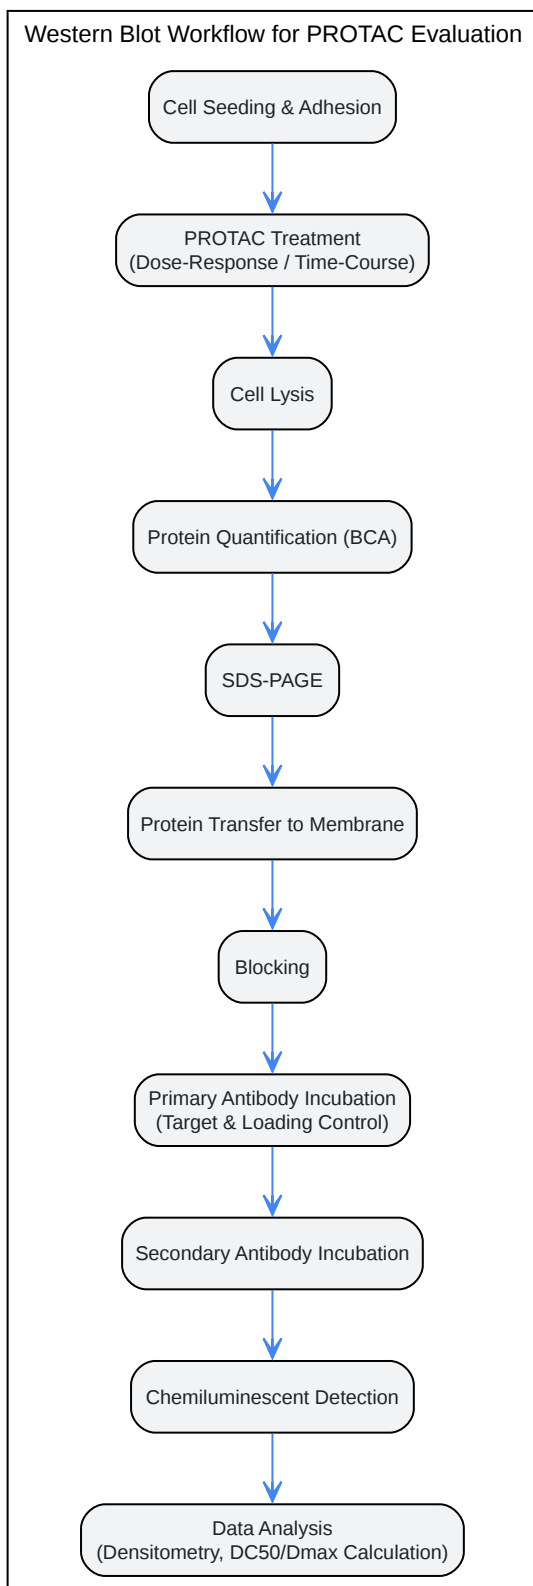 Western Blot Workflow for PROTAC Evaluation
Cell Seeding & Adhesion
PROTAC Treatment
(Dose-Response / Time-Course)
Cell Lysis
Protein Quantification (BCA)
SDS-PAGE
Protein Transfer to Membrane
Blocking
Primary Antibody Incubation
(Target & Loading Control)
Secondary Antibody Incubation
Chemiluminescent Detection
Data Analysis
(Densitometry, DC50/Dmax Calculation)